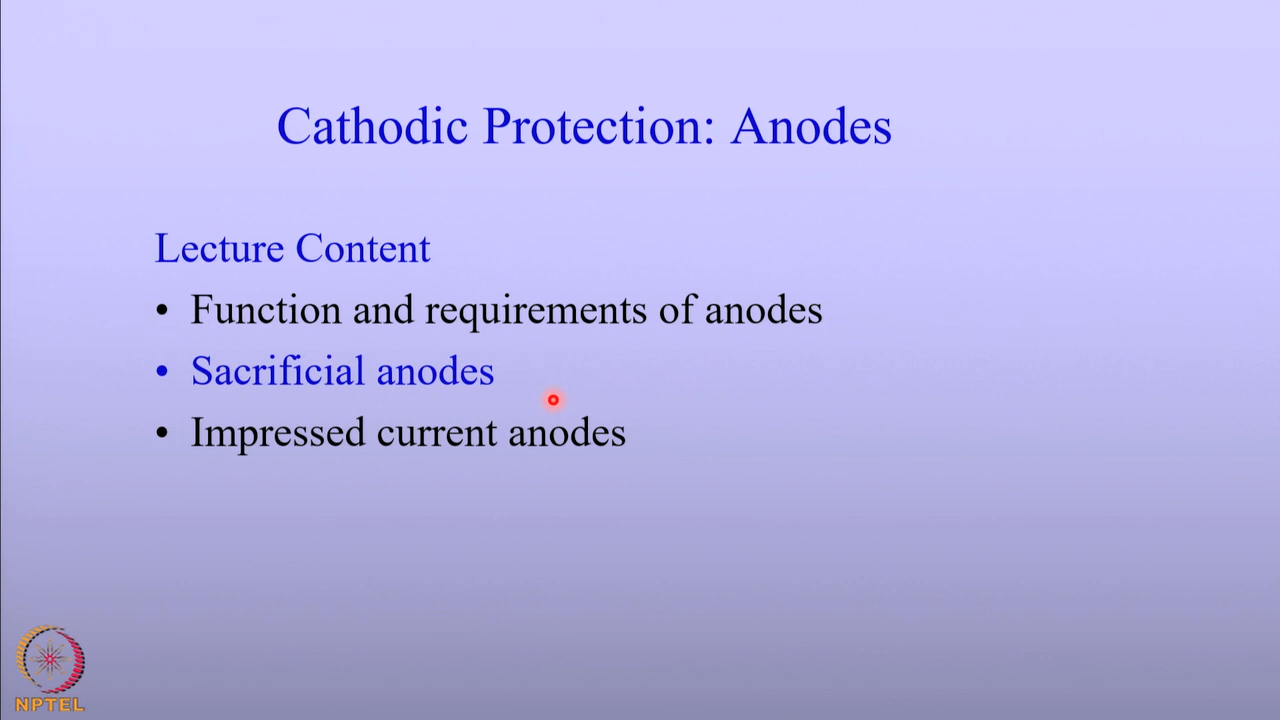 Cathodic Protection: Anodes
Lecture Content
• Function and requirements of anodes
• Sacrificial anodes
• Impressed current anodes
NPTEL